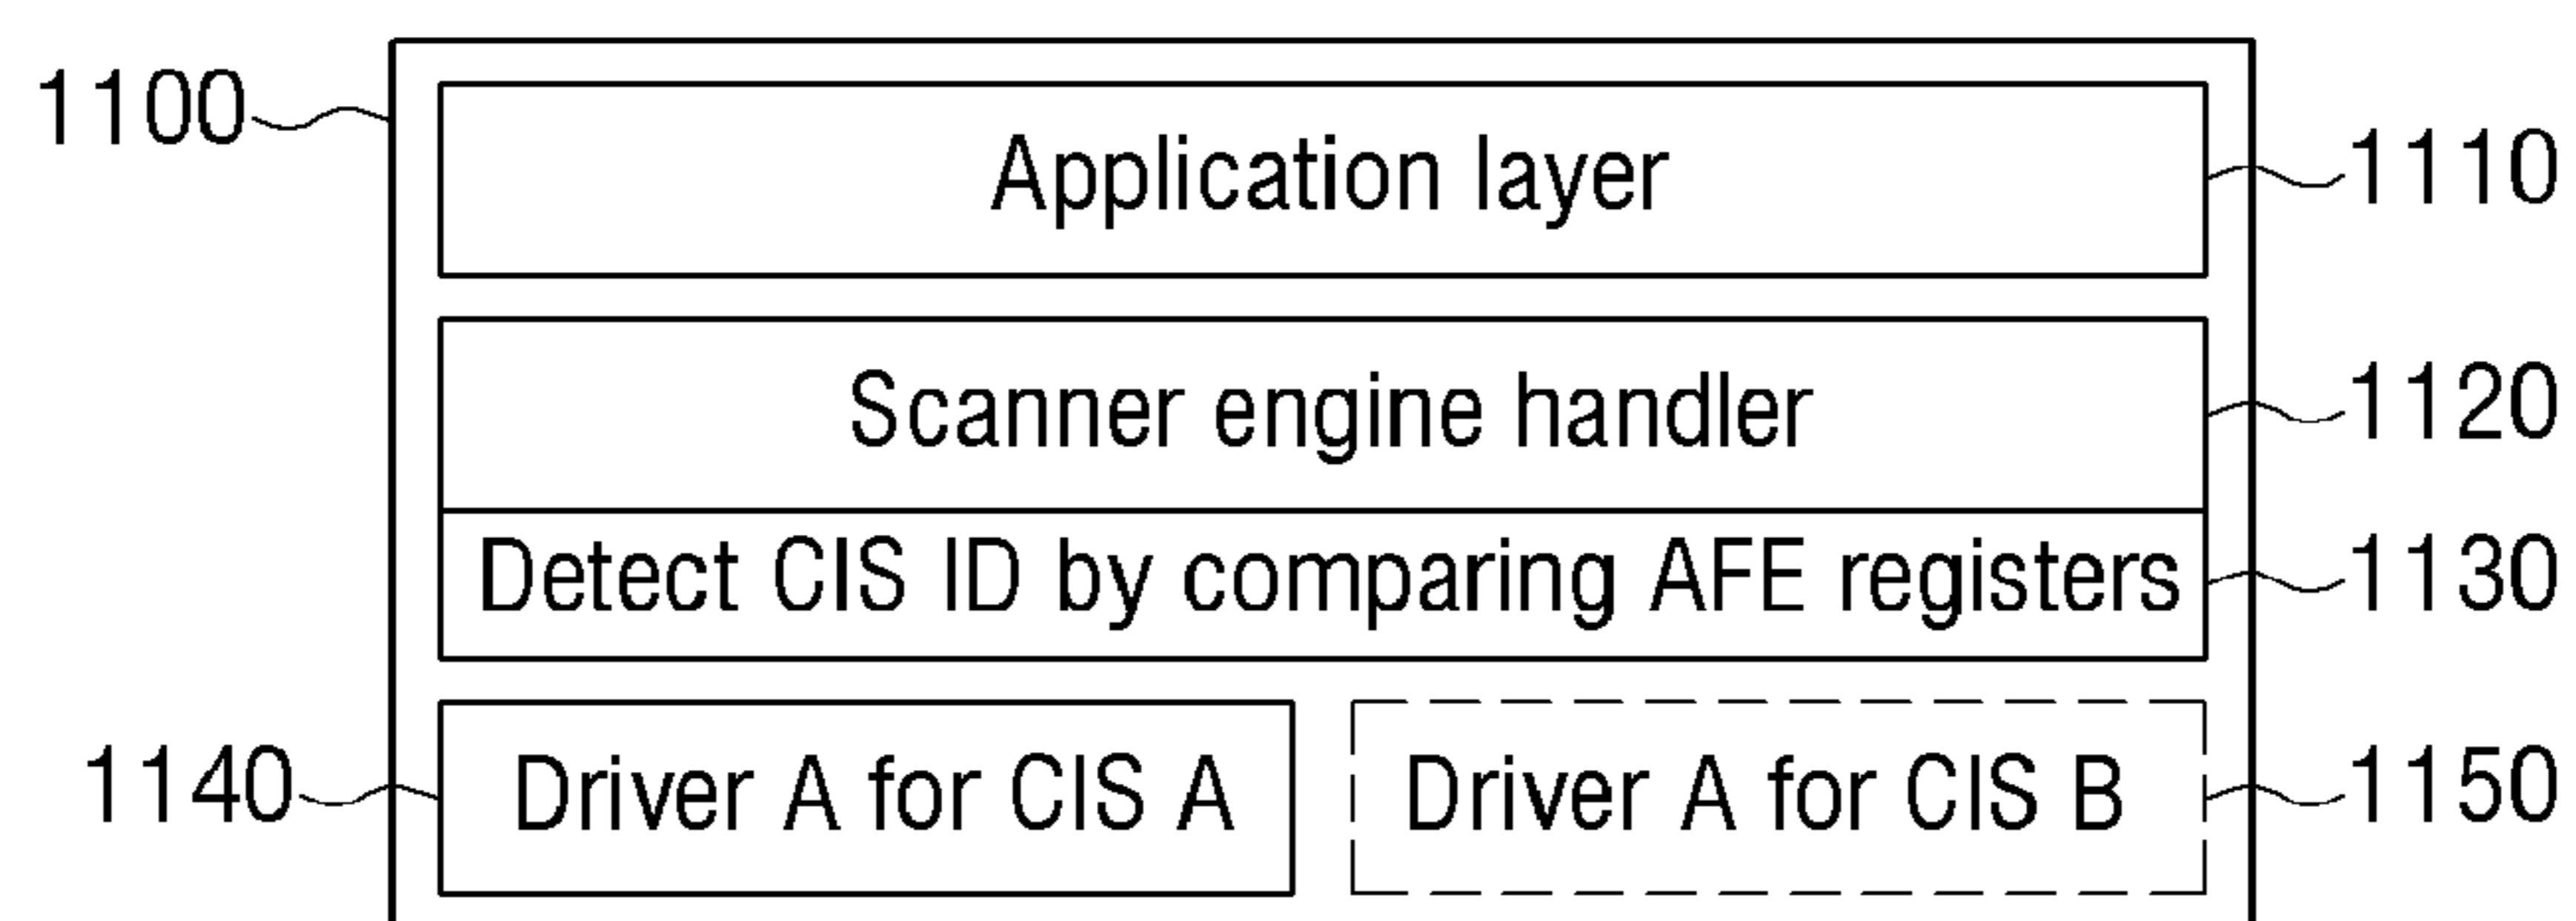 1100
Application layer 1110
Scanner engine handler 1120
Detect CIS ID by comparing AFE registers 1130
1140 Driver A for CIS A Driver A for CIS B 1150